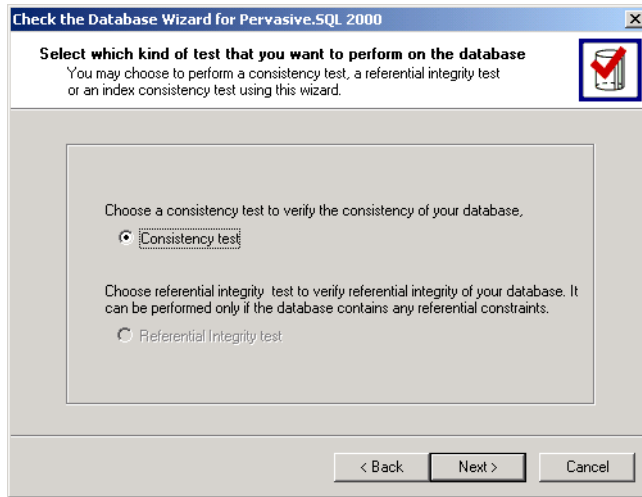 Check the Database Wizard for Pervasive.SQL 2000
Select which kind of test that you want to perform on the database
You may choose to perform a consistency test, a referential integrity test
or an index consistency test using this wizard.
Choose a consistency test to verify the consistency of your database,
Consistency test
Choose referential integrity  test to verify referential integrity of your database. It
can be performed only if the database contains any referential constraints.
Referential Integrity test
< Back
Next >
Cancel